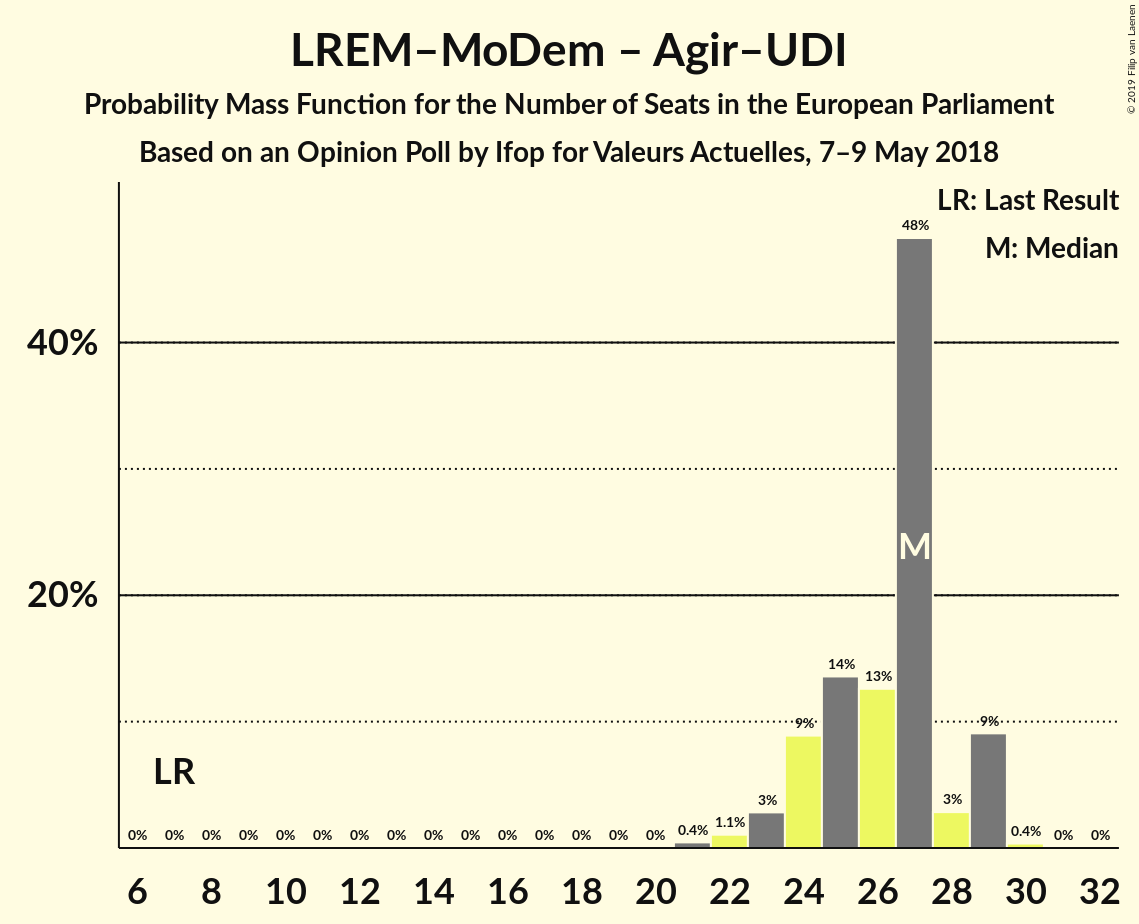 LREM–MoDem – Agir–UDI
Probability Mass Function for the Number of Seats in the European Parliament
Based on an Opinion Poll by Ifop for Valeurs Actuelles, 7–9 May 2018
© 2019 Filip van Laenen
LR: Last Result
M: Median
48%
40%
M
20%
14%
13%
9%
9%
LR
3%
3%
0% 0% 0% 0% 0% 0% 0% 0% 0% 0% 0% 0% 0% 0% 0% 0.4% 1.1% 0.4% 0% 0%
6 8 10 12 14 16 18 20 22 24 26 28 30 32